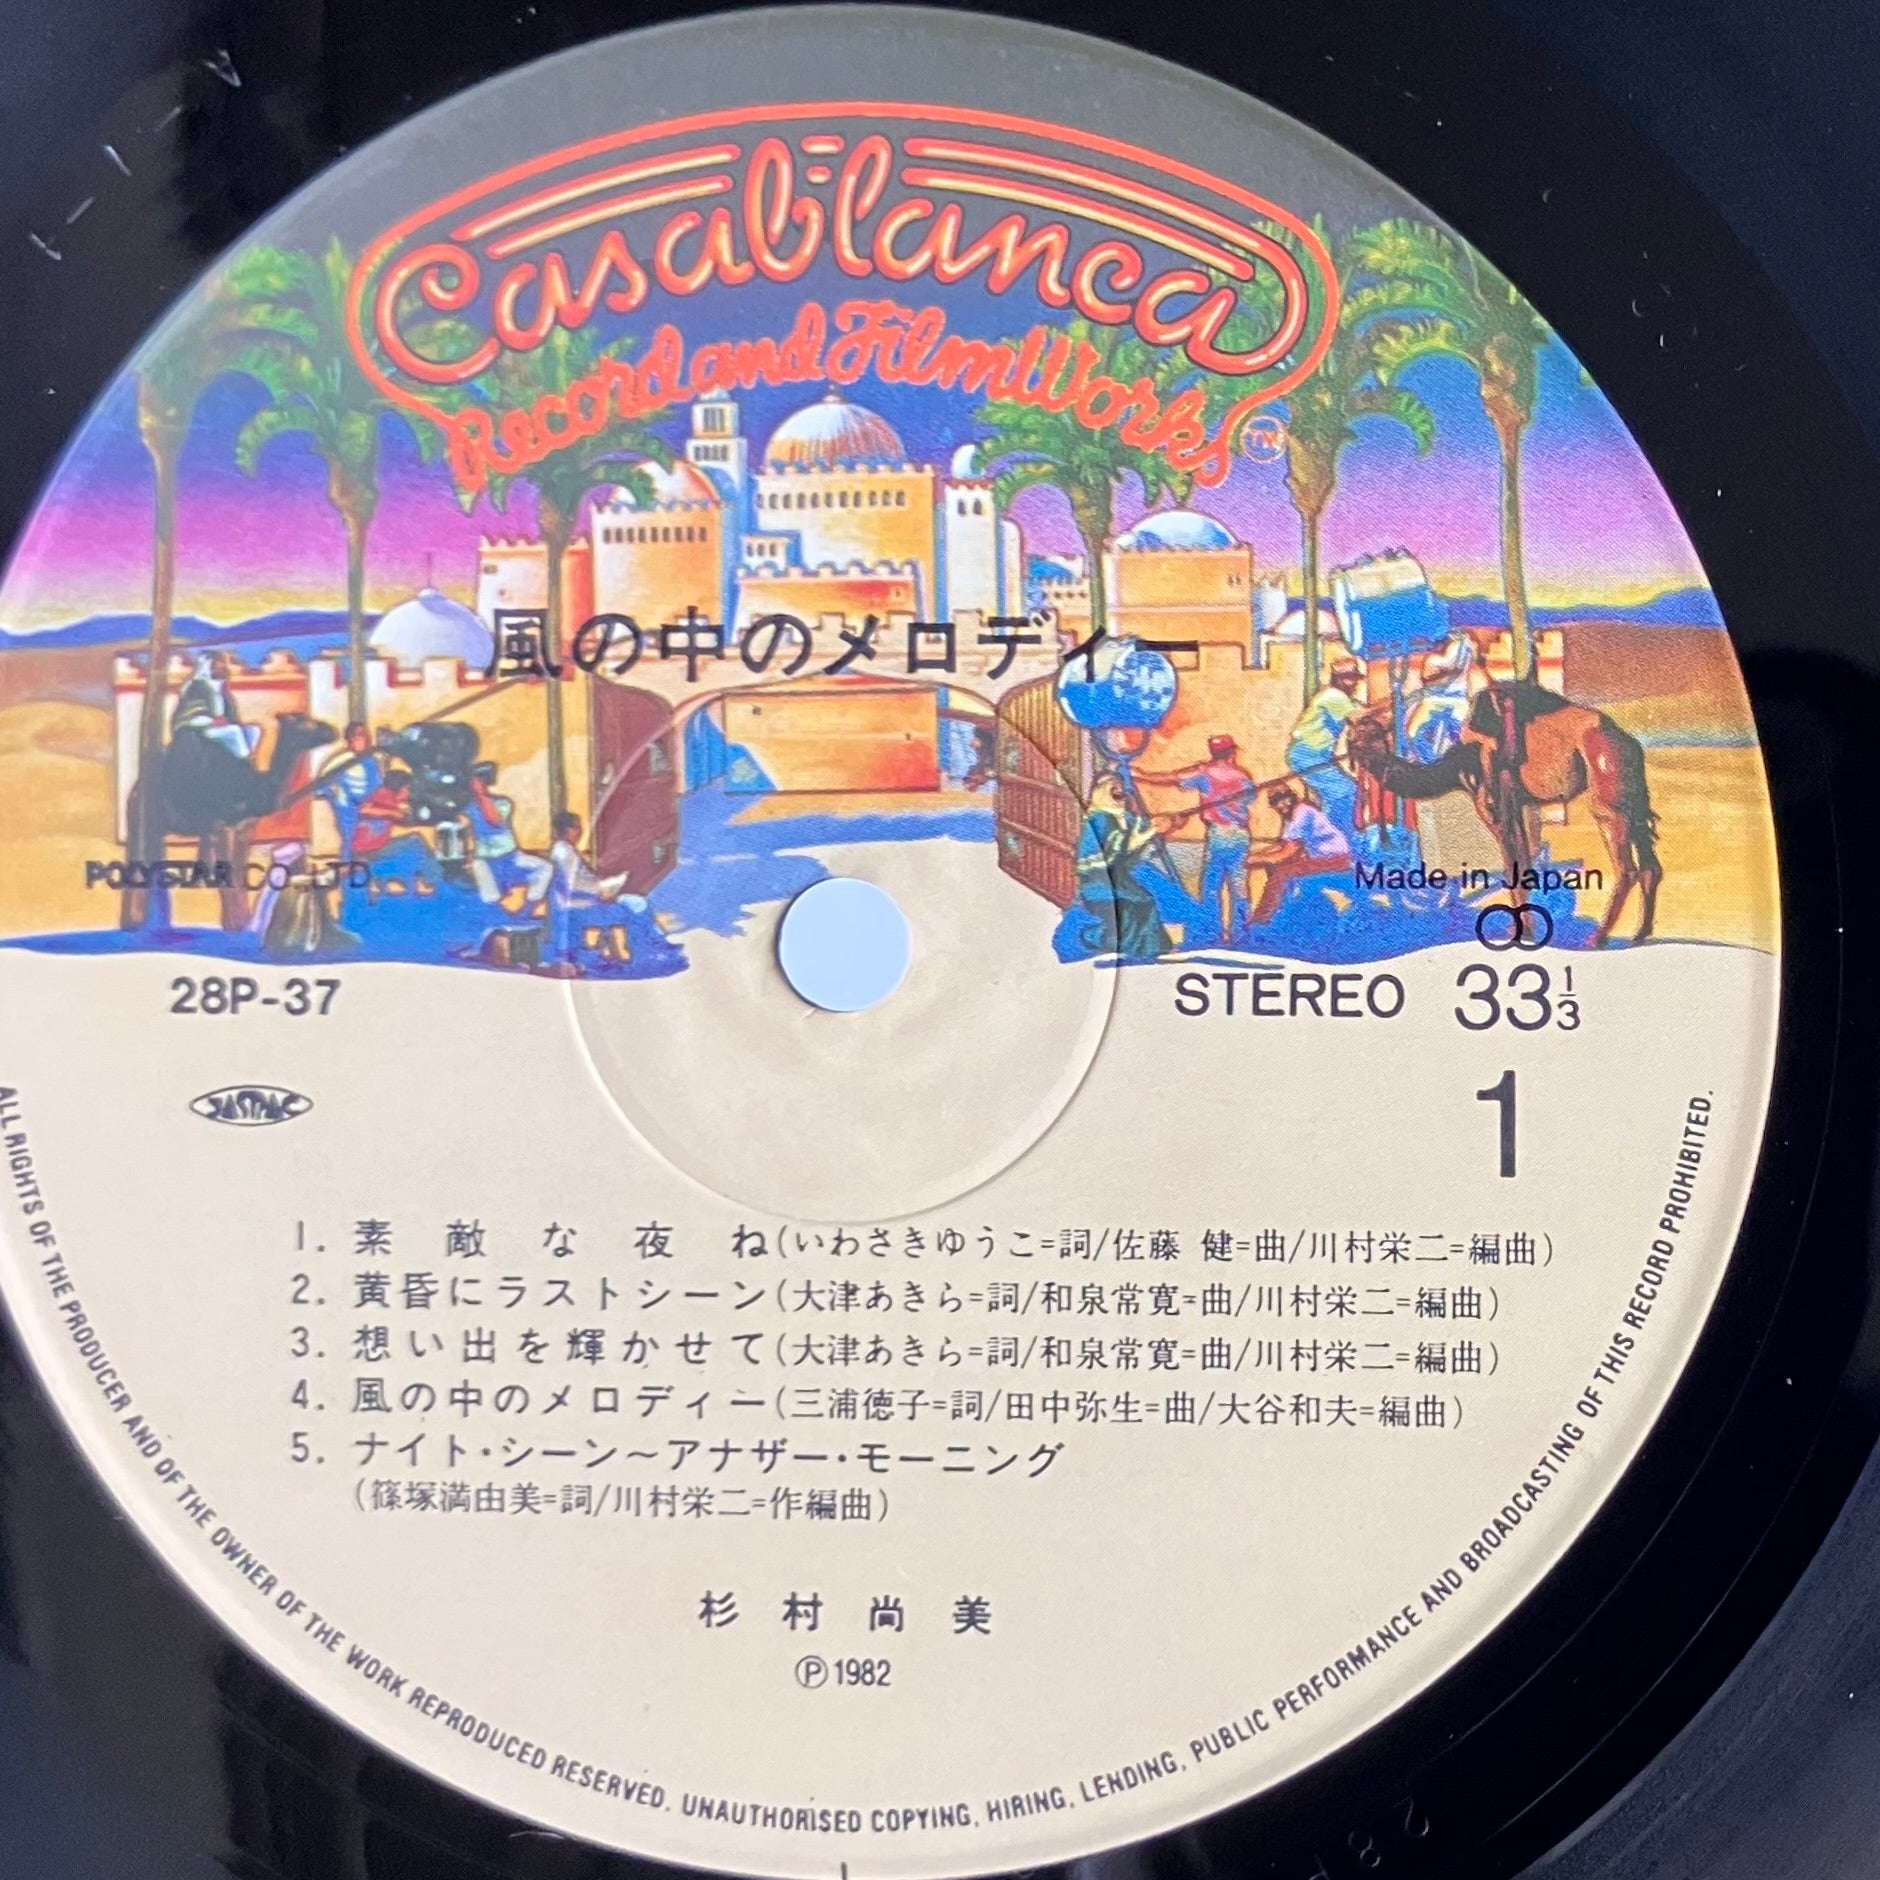 Casablanca
Record and FilmWorks TM
風の中のメロディー
POLYSTAR CO., LTD.
Made in Japan
28P-37
STEREO 33 1/3
JASRAC
1
1. 素敵な夜ね(いわさきゆうこ=詞/佐藤 健=曲/川村栄二=編曲)
2. 黄昏にラストシーン(大津あきら=詞/和泉常寛=曲/川村栄二=編曲)
3. 想い出を輝かせて(大津あきら=詞/和泉常寛=曲/川村栄二=編曲)
4. 風の中のメロディー(三浦徳子=詞/田中弥生=曲/大谷和夫=編曲)
5. ナイト・シーン～アナザー・モーニング
(篠塚満由美=詞/川村栄二=作編曲)
杉村尚美
Ⓟ1982
ALL RIGHTS OF THE PRODUCER AND OF THE OWNER OF THE WORK REPRODUCED RESERVED. UNAUTHORISED COPYING, HIRING, LENDING, PUBLIC PERFORMANCE AND BROADCASTING OF THIS RECORD PROHIBITED.